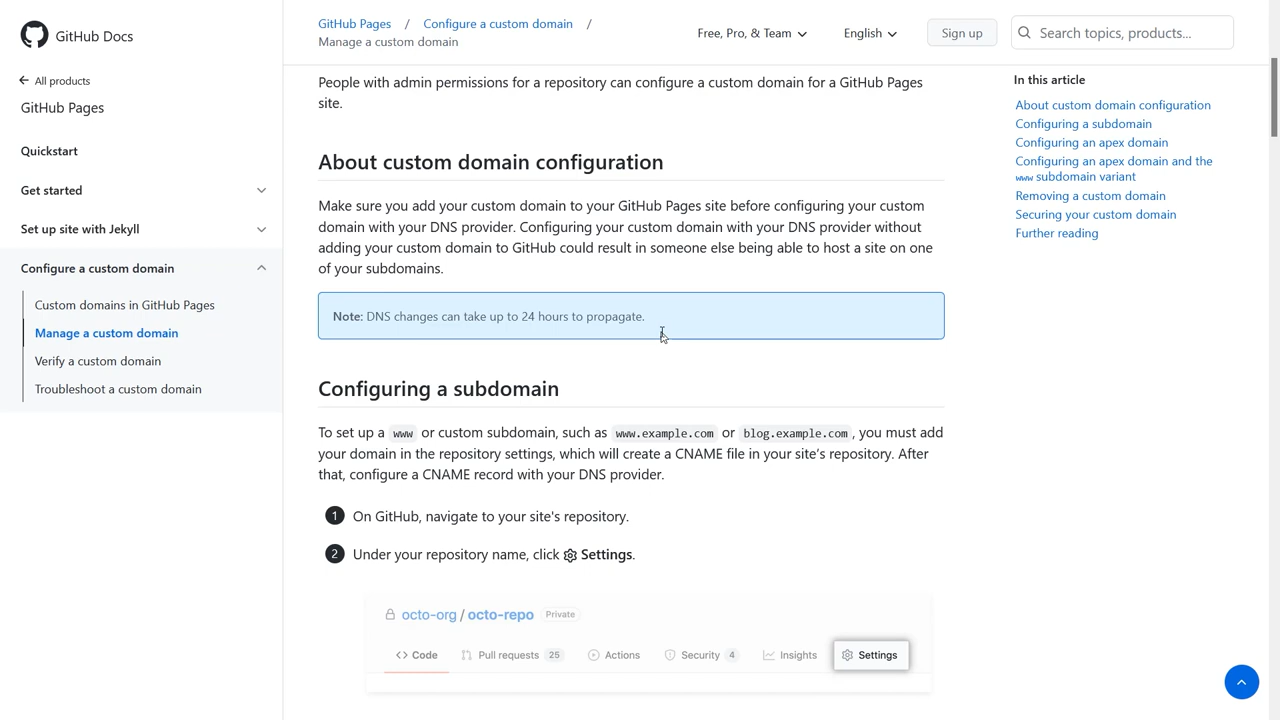 GitHub Docs
All products
GitHub Pages
Quickstart
Get started
Set up site with Jekyll
Configure a custom domain
Custom domains in GitHub Pages
Manage a custom domain
Verify a custom domain
Troubleshoot a custom domain
GitHub Pages / Configure a custom domain /
Manage a custom domain
Free, Pro, & Team
English
Sign up
Search topics, products...
People with admin permissions for a repository can configure a custom domain for a GitHub Pages
site.
About custom domain configuration
Make sure you add your custom domain to your GitHub Pages site before configuring your custom
domain with your DNS provider. Configuring your custom domain with your DNS provider without
adding your custom domain to GitHub could result in someone else being able to host a site on one
of your subdomains.
Note: DNS changes can take up to 24 hours to propagate.
Configuring a subdomain
To set up a www or custom subdomain, such as www.example.com or blog.example.com, you must add
your domain in the repository settings, which will create a CNAME file in your site's repository. After
that, configure a CNAME record with your DNS provider.
1 On GitHub, navigate to your site's repository.
2 Under your repository name, click Settings.
octo-org / octo-repo Private
<> Code Pull requests 25 Actions Security 4 Insights Settings
In this article
About custom domain configuration
Configuring a subdomain
Configuring an apex domain
Configuring an apex domain and the
www subdomain variant
Removing a custom domain
Securing your custom domain
Further reading